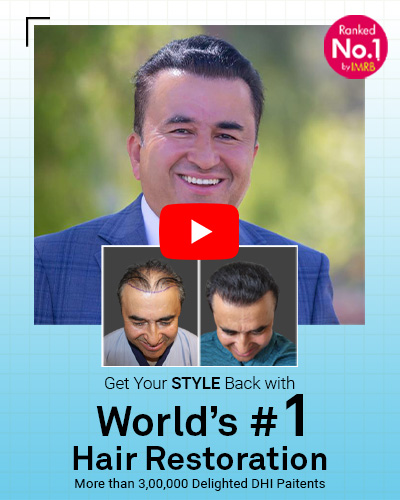 Ranked
No.1
by IMRB
Get Your STYLE Back with
World's #1
Hair Restoration
More than 3,00,000 Delighted DHI Paitents